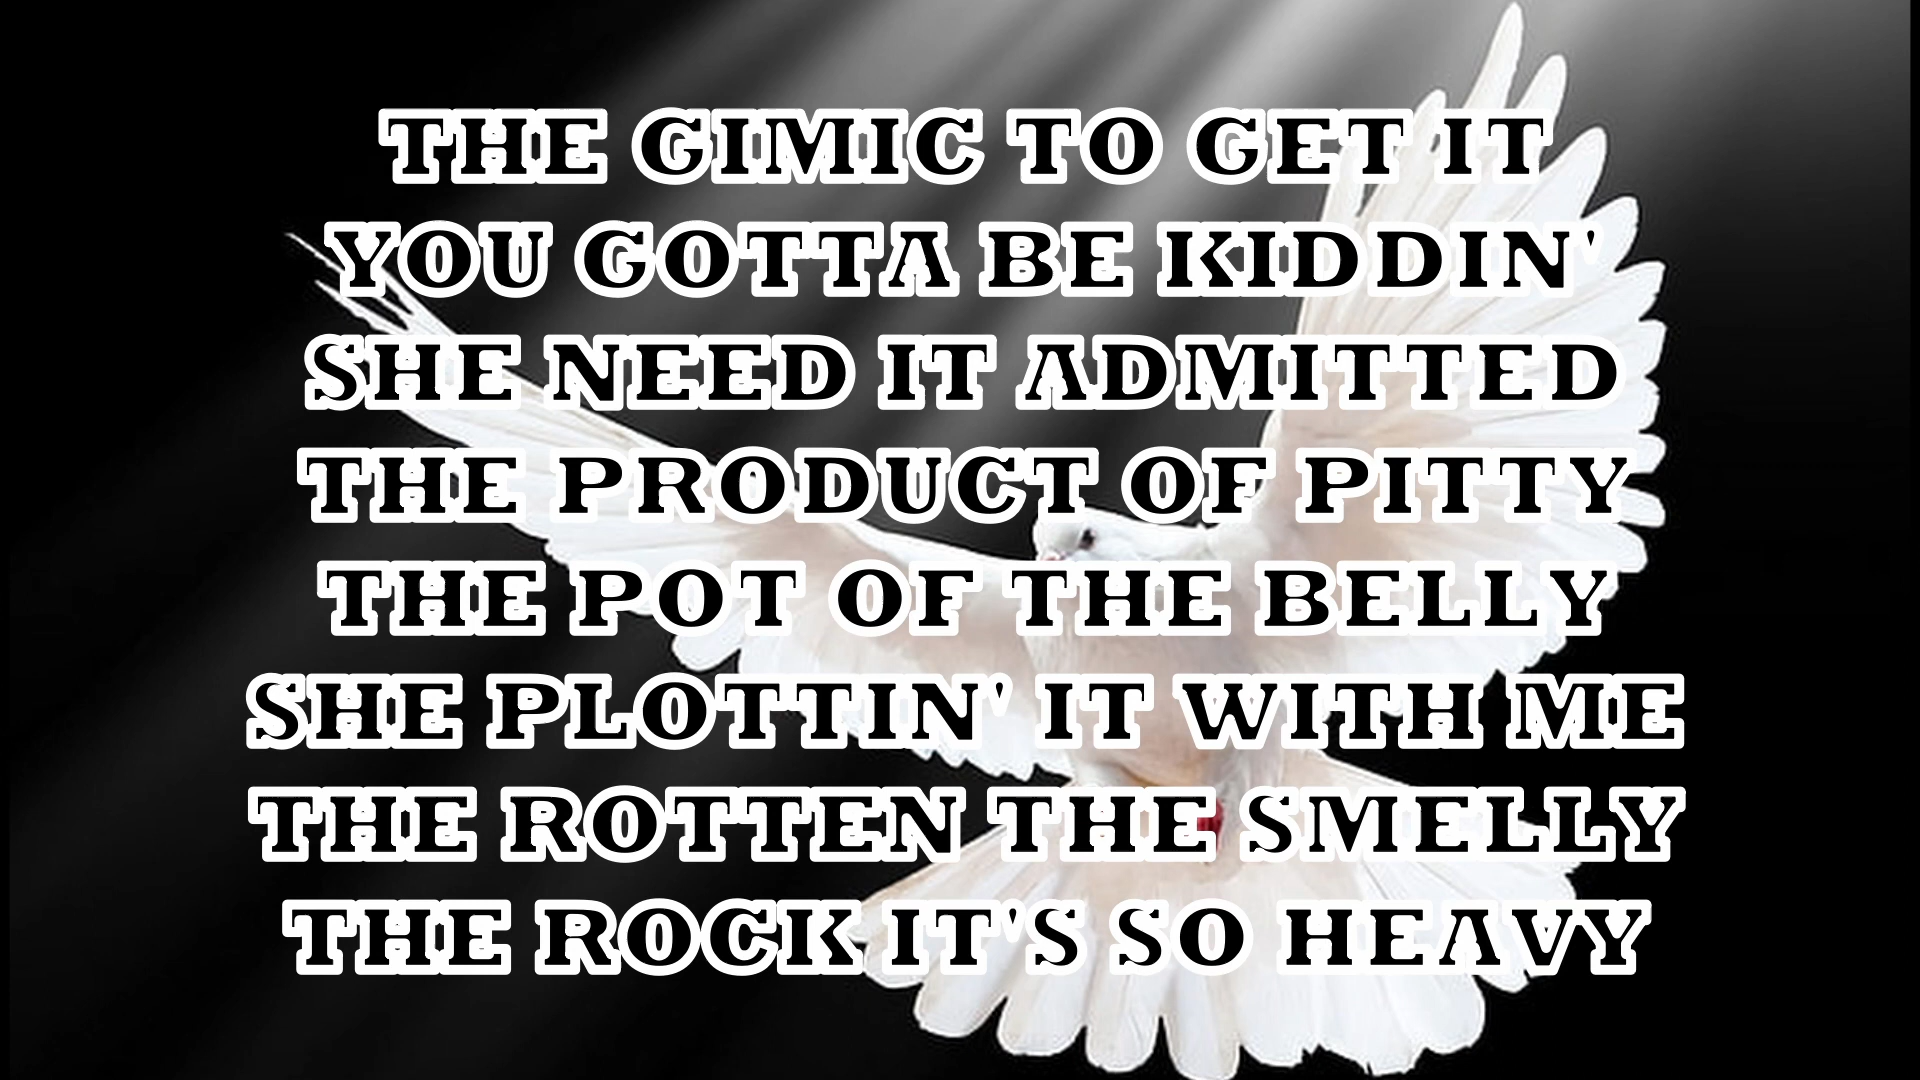 THE GIMIC TO GET IT
YOU GOTTA BE KIDDIN'
SHE NEED IT ADMITTED
THE PRODUCT OF PITTY
THE POT OF THE BELLY
SHE PLOTTIN' IT WITH ME
THE ROTTEN THE SMELLY
THE ROCK IT'S SO HEAVY